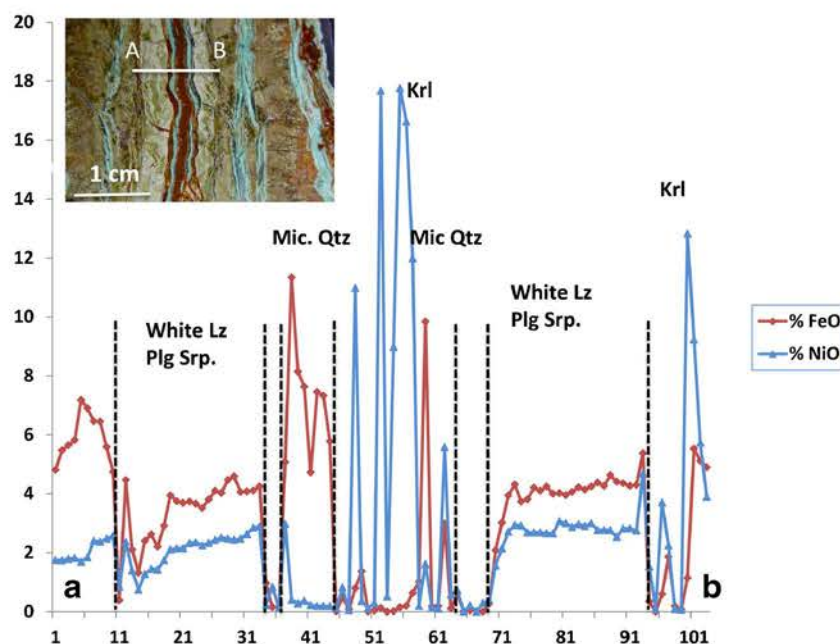 20
18
16
14
12
10
8
6
4
2
0
A B
1 cm
Krl
Mic. Qtz
Mic Qtz
Krl
White Lz
Plg Srp.
White Lz
Plg Srp.
% FeO
% NiO
a
b
1 11 21 31 41 51 61 71 81 91 101